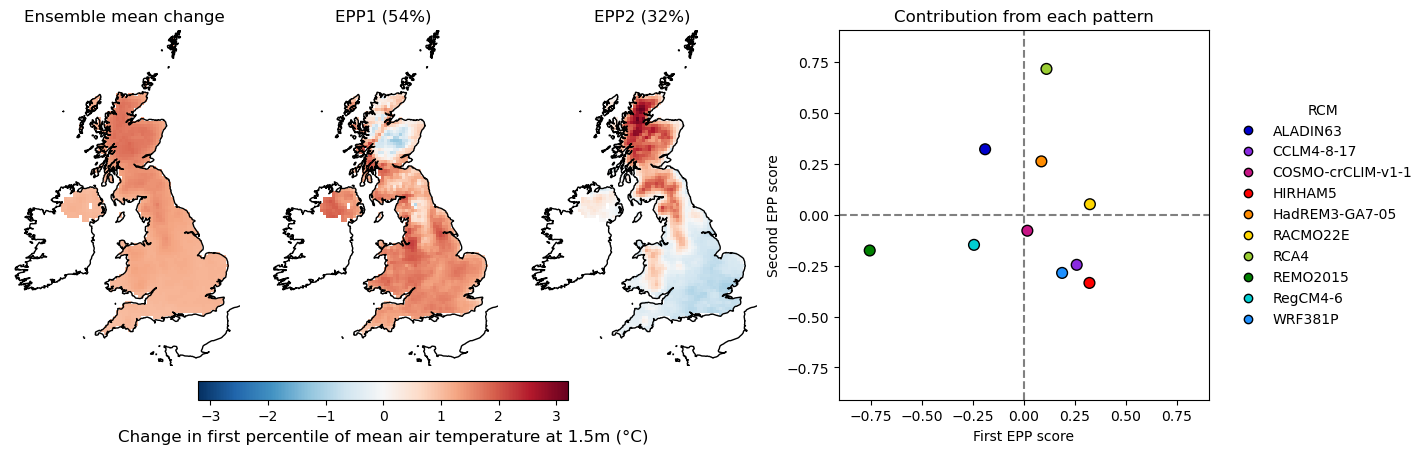 Ensemble mean change
EPP1 (54%)
EPP2 (32%)
Contribution from each pattern
−3 −2 −1 0 1 2 3
Change in first percentile of mean air temperature at 1.5m (°C)
Second EPP score
0.75
0.50
0.25
0.00
−0.25
−0.50
−0.75
−0.75 −0.50 −0.25 0.00 0.25 0.50 0.75
First EPP score
RCM
ALADIN63
CCLM4-8-17
COSMO-crCLIM-v1-1
HIRHAM5
HadREM3-GA7-05
RACMO22E
RCA4
REMO2015
RegCM4-6
WRF381P